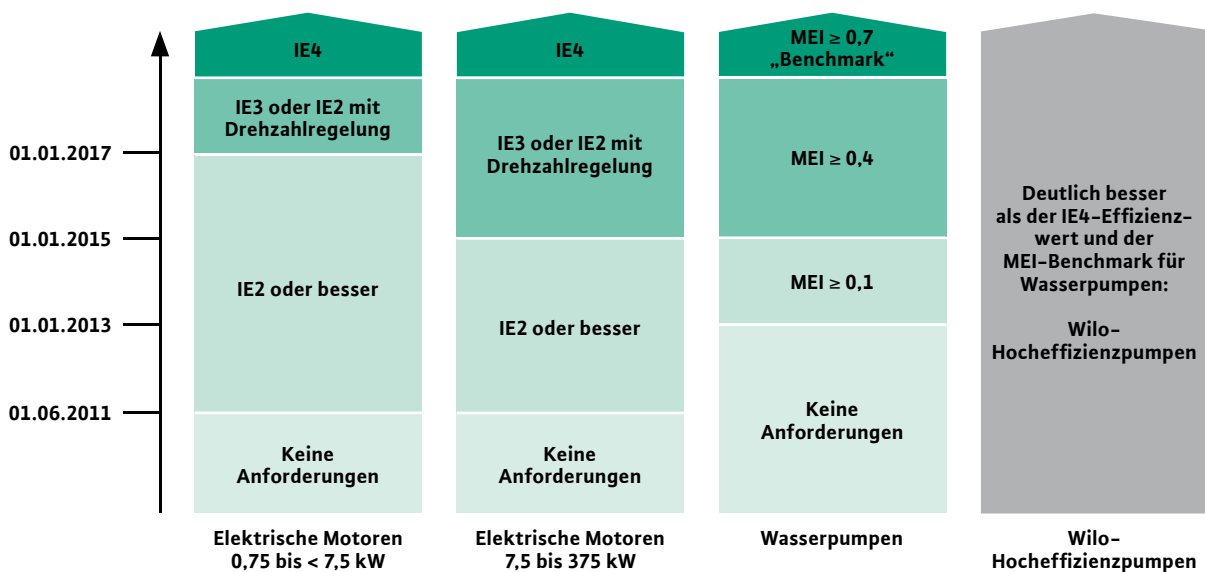 01.01.2017
01.01.2015
01.01.2013
01.06.2011
IE4
IE3 oder IE2 mit
Drehzahlregelung
IE2 oder besser
Keine
Anforderungen
Elektrische Motoren
0,75 bis < 7,5 kW
IE4
IE3 oder IE2 mit
Drehzahlregelung
IE2 oder besser
Keine
Anforderungen
Elektrische Motoren
7,5 bis 375 kW
MEI ≥ 0,7
„Benchmark“
MEI ≥ 0,4
MEI ≥ 0,1
Keine
Anforderungen
Wasserpumpen
Deutlich besser
als der IE4-Effizienz-
wert und der
MEI-Benchmark für
Wasserpumpen:
Wilo-
Hocheffizienzpumpen
Wilo-
Hocheffizienzpumpen